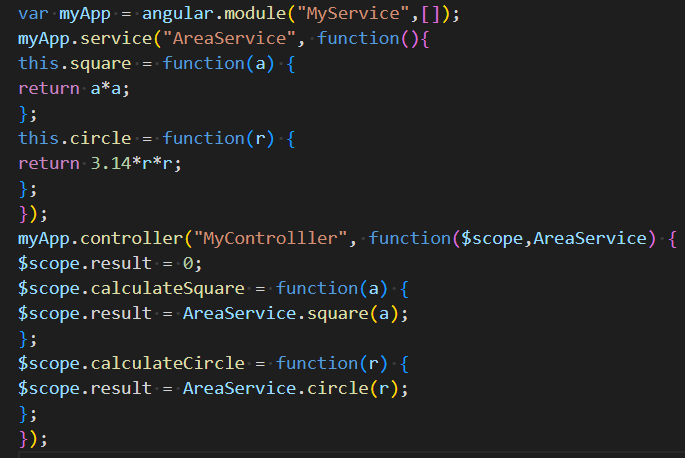 var myApp = angular.module("MyService",[]);
myApp.service("AreaService", function(){
this.square = function(a) {
return a*a;
};
this.circle = function(r) {
return 3.14*r*r;
};
});
myApp.controller("MyControlller", function($scope,AreaService) {
$scope.result = 0;
$scope.calculateSquare = function(a) {
$scope.result = AreaService.square(a);
};
$scope.calculateCircle = function(r) {
$scope.result = AreaService.circle(r);
};
});